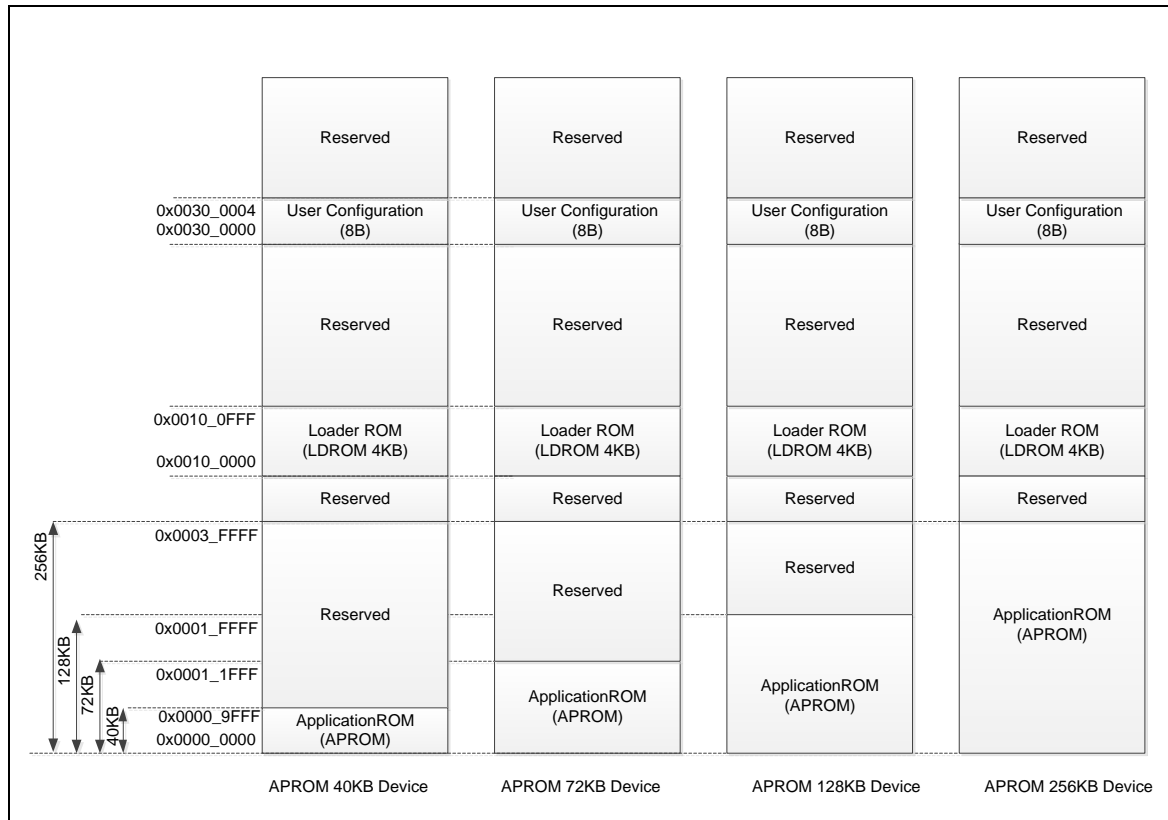 Reserved
Reserved
Reserved
Reserved
0x0030_0004
0x0030_0000
User Configuration
(8B)
User Configuration
(8B)
User Configuration
(8B)
User Configuration
(8B)
Reserved
Reserved
Reserved
Reserved
0x0010_0FFF
0x0010_0000
Loader ROM
(LDROM 4KB)
Loader ROM
(LDROM 4KB)
Loader ROM
(LDROM 4KB)
Loader ROM
(LDROM 4KB)
Reserved
Reserved
Reserved
Reserved
256KB
128KB
72KB
40KB
0x0003_FFFF
0x0001_FFFF
0x0001_1FFF
0x0000_9FFF
0x0000_0000
Reserved
ApplicationROM
(APROM)
Reserved
ApplicationROM
(APROM)
Reserved
ApplicationROM
(APROM)
ApplicationROM
(APROM)
APROM 40KB Device
APROM 72KB Device
APROM 128KB Device
APROM 256KB Device